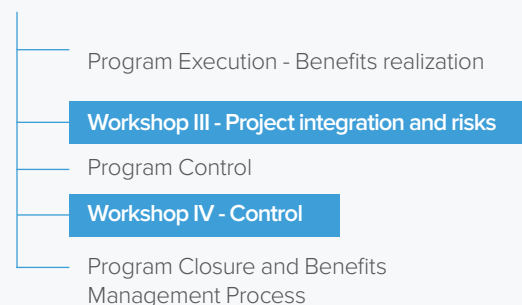 Program Execution - Benefits realization
Workshop III - Project integration and risks
Program Control
Workshop IV - Control
Program Closure and Benefits
Management Process